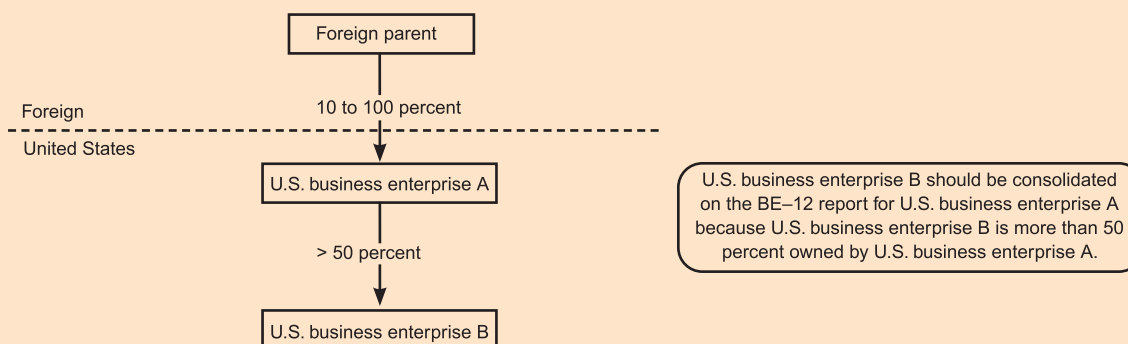 Foreign parent
10 to 100 percent
Foreign
United States
U.S. business enterprise A
U.S. business enterprise B should be consolidated
on the BE–12 report for U.S. business enterprise A
because U.S. business enterprise B is more than 50
percent owned by U.S. business enterprise A.
> 50 percent
U.S. business enterprise B